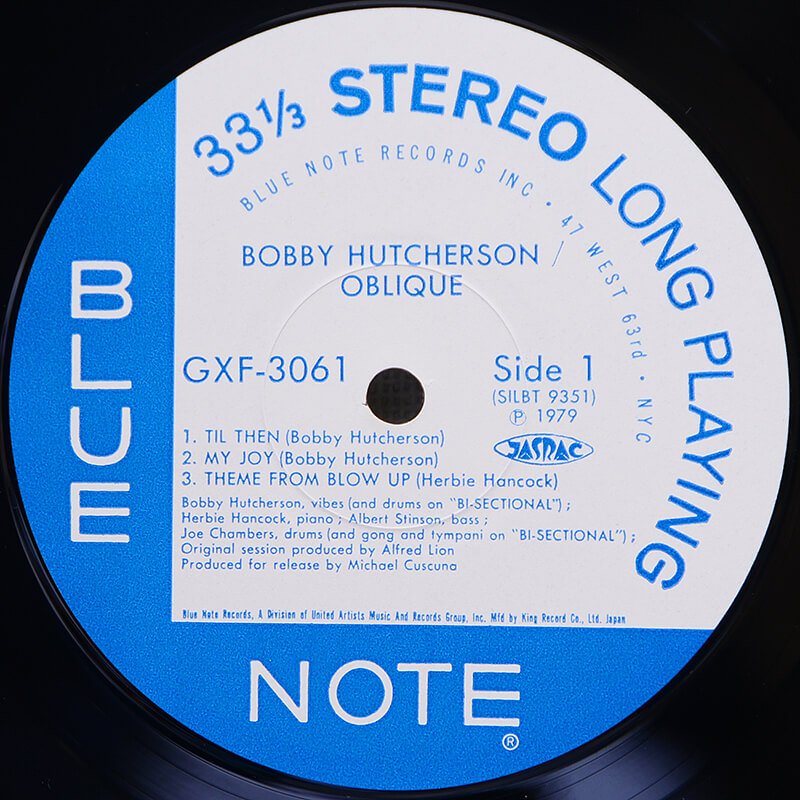 33 1/3 STEREO LONG PLAYING
BLUE NOTE RECORDS INC • 47 WEST 63rd • NYC
BOBBY HUTCHERSON /
OBLIQUE
GXF-3061
Side 1
(SILBT 9351)
Ⓟ 1979
JASRAC
1. TIL THEN (Bobby Hutcherson)
2. MY JOY (Bobby Hutcherson)
3. THEME FROM BLOW UP (Herbie Hancock)
Bobby Hutcherson, vibes (and drums on "BI-SECTIONAL") ;
Herbie Hancock, piano ; Albert Stinson, bass ;
Joe Chambers, drums (and gong and tympani on "BI-SECTIONAL") ;
Original session produced by Alfred Lion
Produced for release by Michael Cuscuna
Blue Note Records, A Division of United Artists Music And Records Group, Inc. Mfd by King Record Co., Ltd. Japan
BLUE
NOTE
®